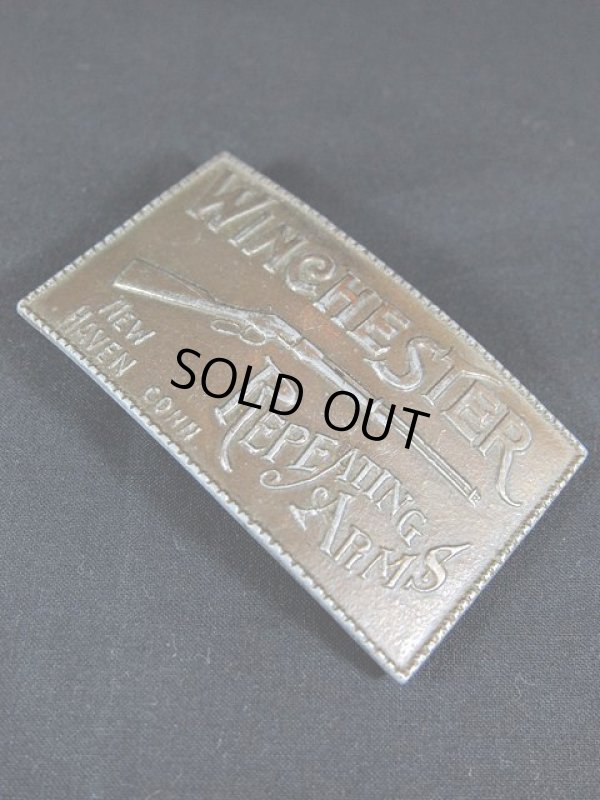 WINCHESTER
NEW
HAVEN CONN
REPEATING
ARMS
SOLD OUT